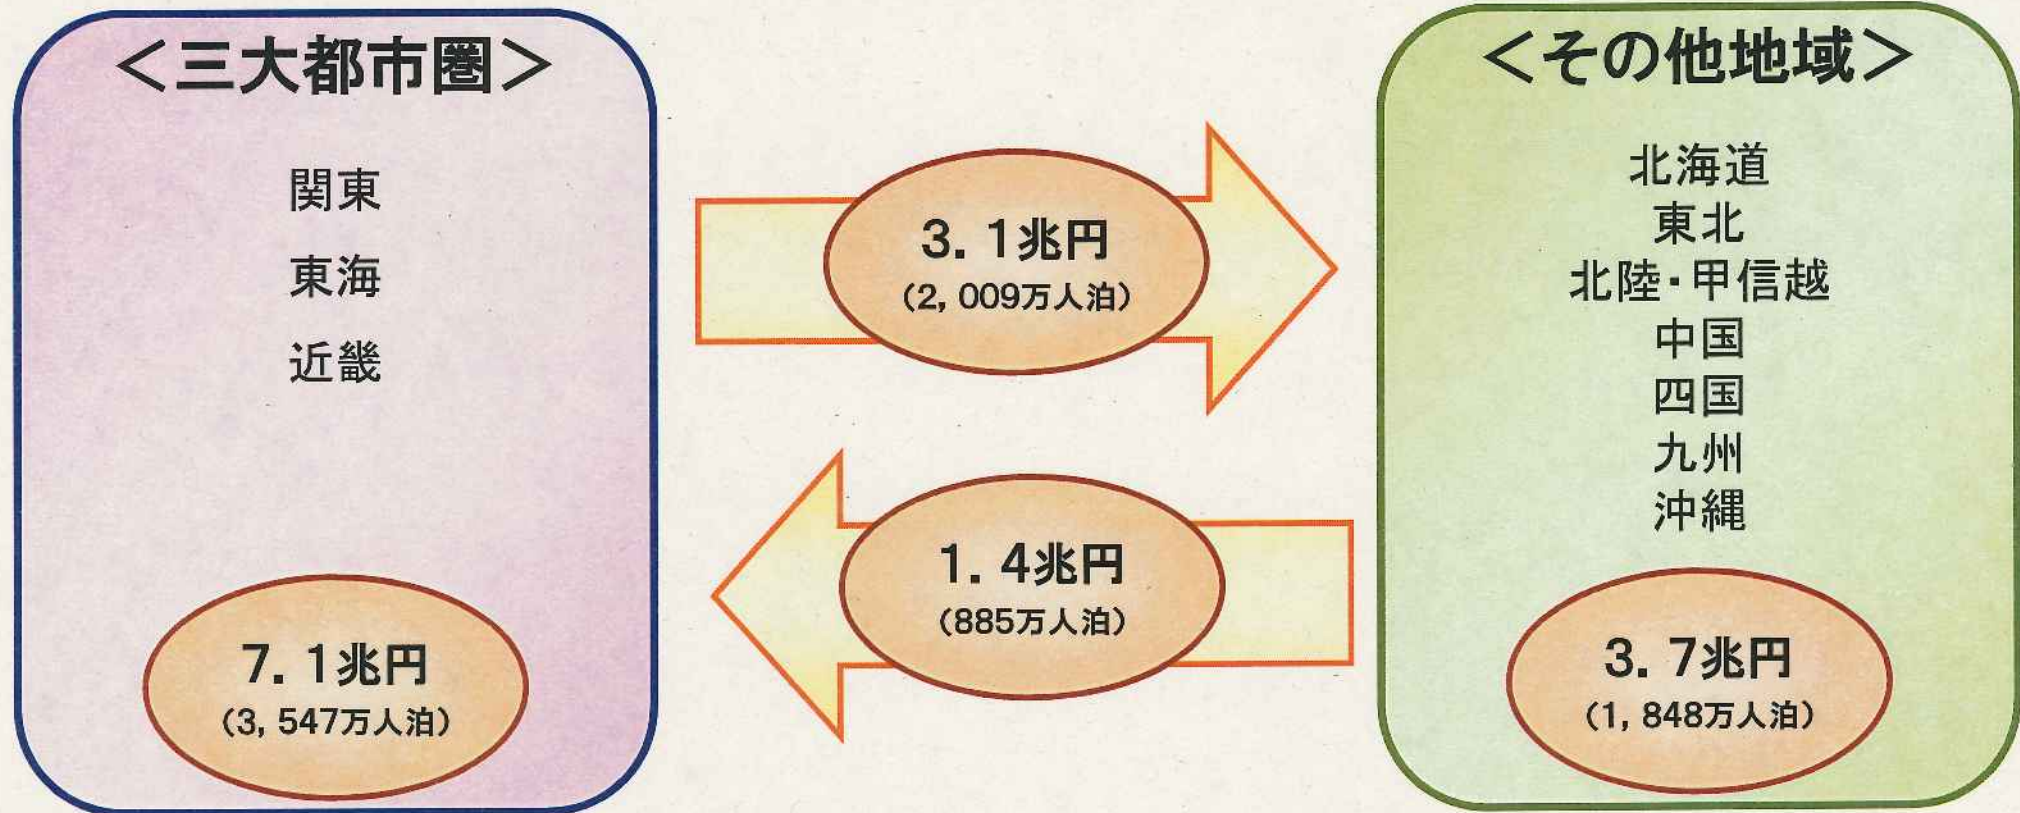 ＜三大都市圏＞
関東
東海
近畿
7．1兆円
（3，547万人泊）
3．1兆円
（2，009万人泊）
1．4兆円
（885万人泊）
＜その他地域＞
北海道
東北
北陸・甲信越
中国
四国
九州
沖縄
3．7兆円
（1，848万人泊）